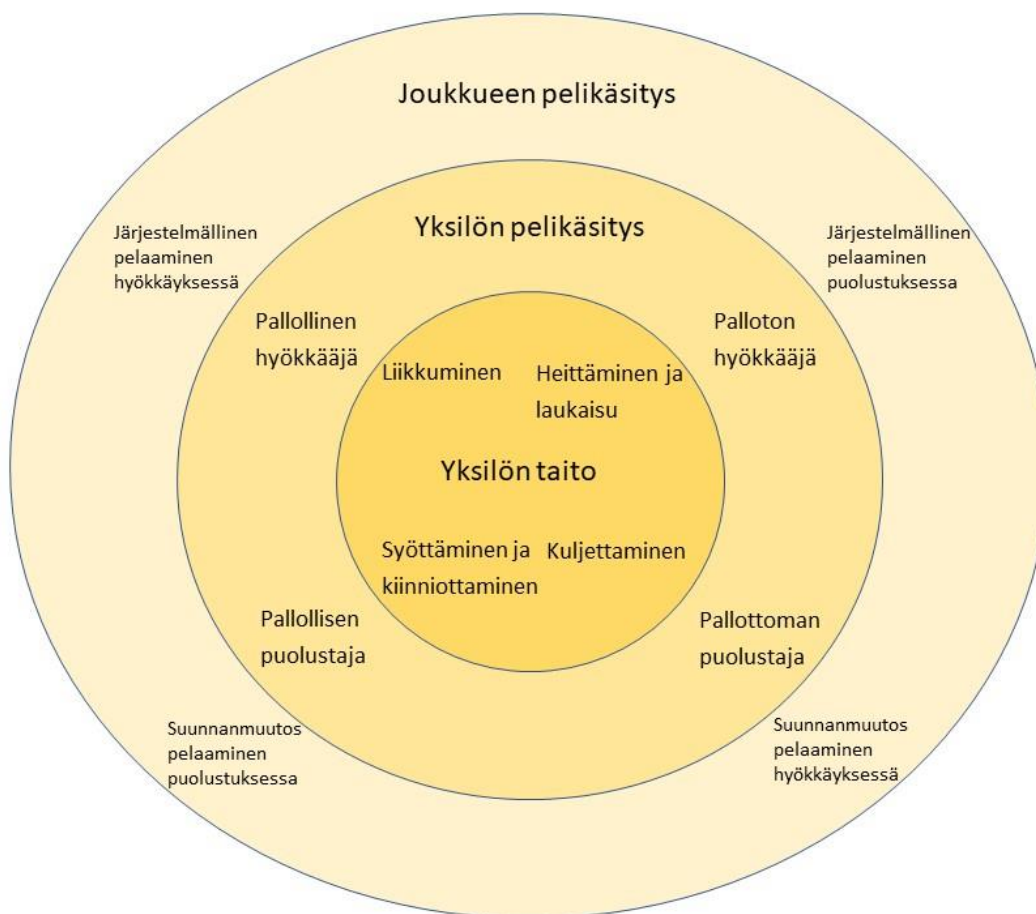 Joukkueen pelikäsitys
Järjestelmällinen
pelaaminen
hyökkäyksessä
Järjestelmällinen
pelaaminen
puolustuksessa
Yksilön pelikäsitys
Pallollinen
hyökkääjä
Palloton
hyökkääjä
Liikkuminen
Heittäminen ja
laukaisu
Yksilön taito
Syöttäminen ja
kiinniottaminen
Kuljettaminen
Pallollisen
puolustaja
Pallottoman
puolustaja
Suunnanmuutos
pelaaminen
puolustuksessa
Suunnanmuutos
pelaaminen
hyökkäyksessä